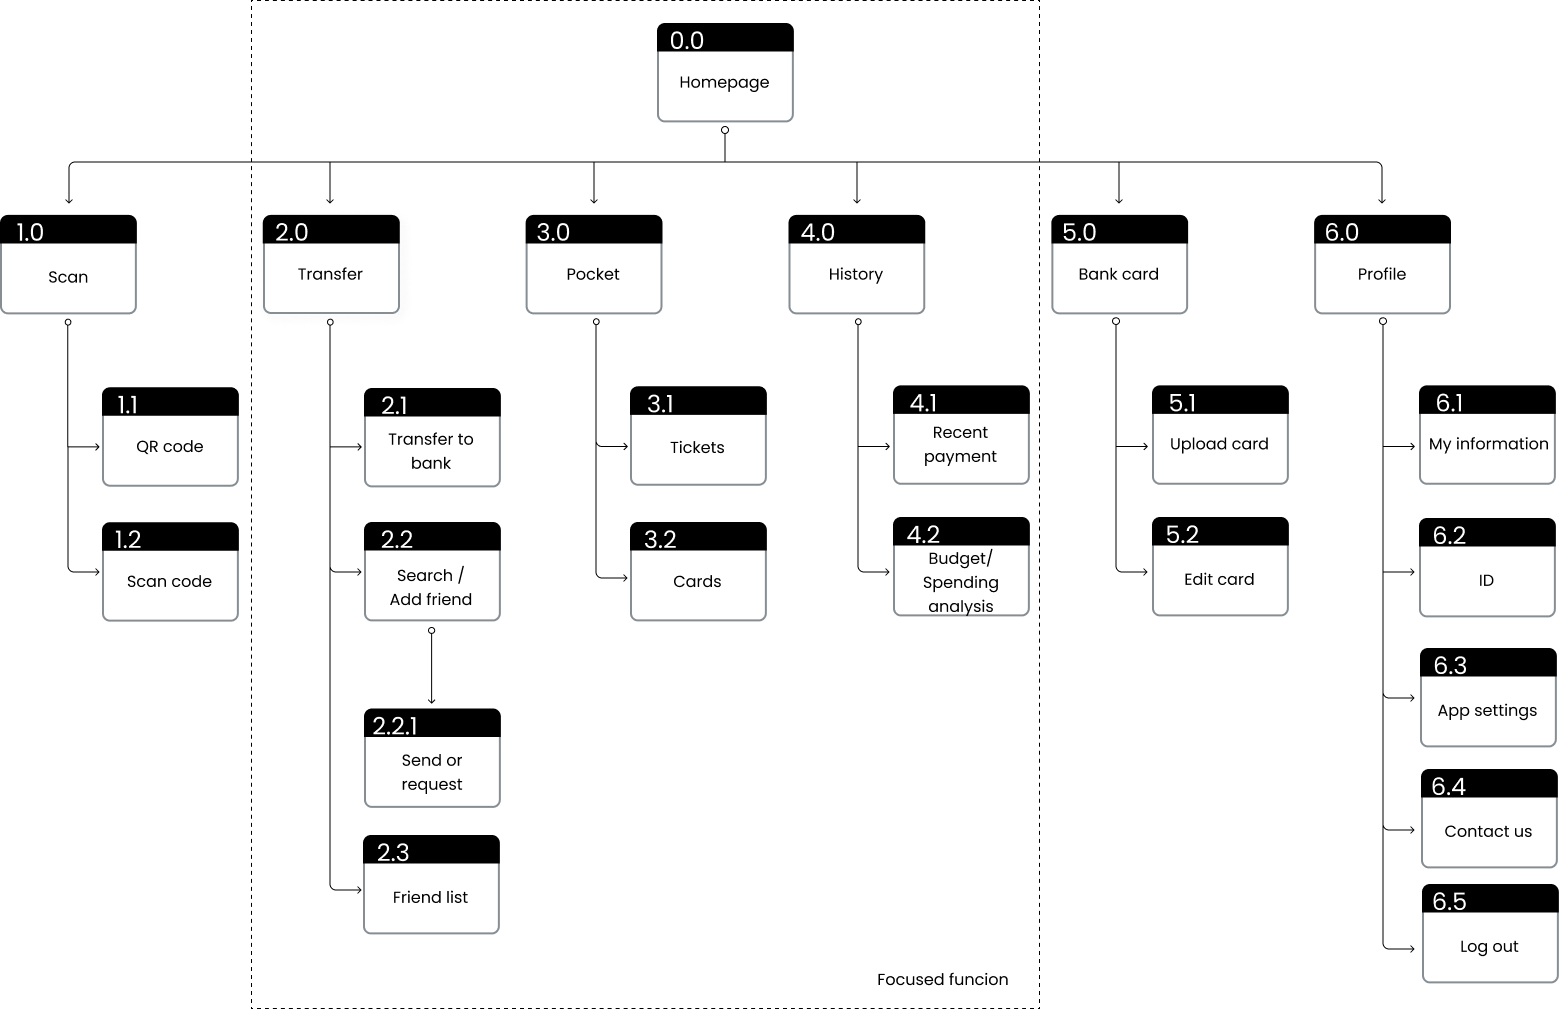 0.0
Homepage
1.0
Scan
2.0
Transfer
3.0
Pocket
4.0
History
5.0
Bank card
6.0
Profile
1.1
QR code
1.2
Scan code
2.1
Transfer to
bank
2.2
Search /
Add friend
2.2.1
Send or
request
2.3
Friend list
3.1
Tickets
3.2
Cards
4.1
Recent
payment
4.2
Budget/
Spending
analysis
5.1
Upload card
5.2
Edit card
6.1
My information
6.2
ID
6.3
App settings
6.4
Contact us
6.5
Log out
Focused funcion